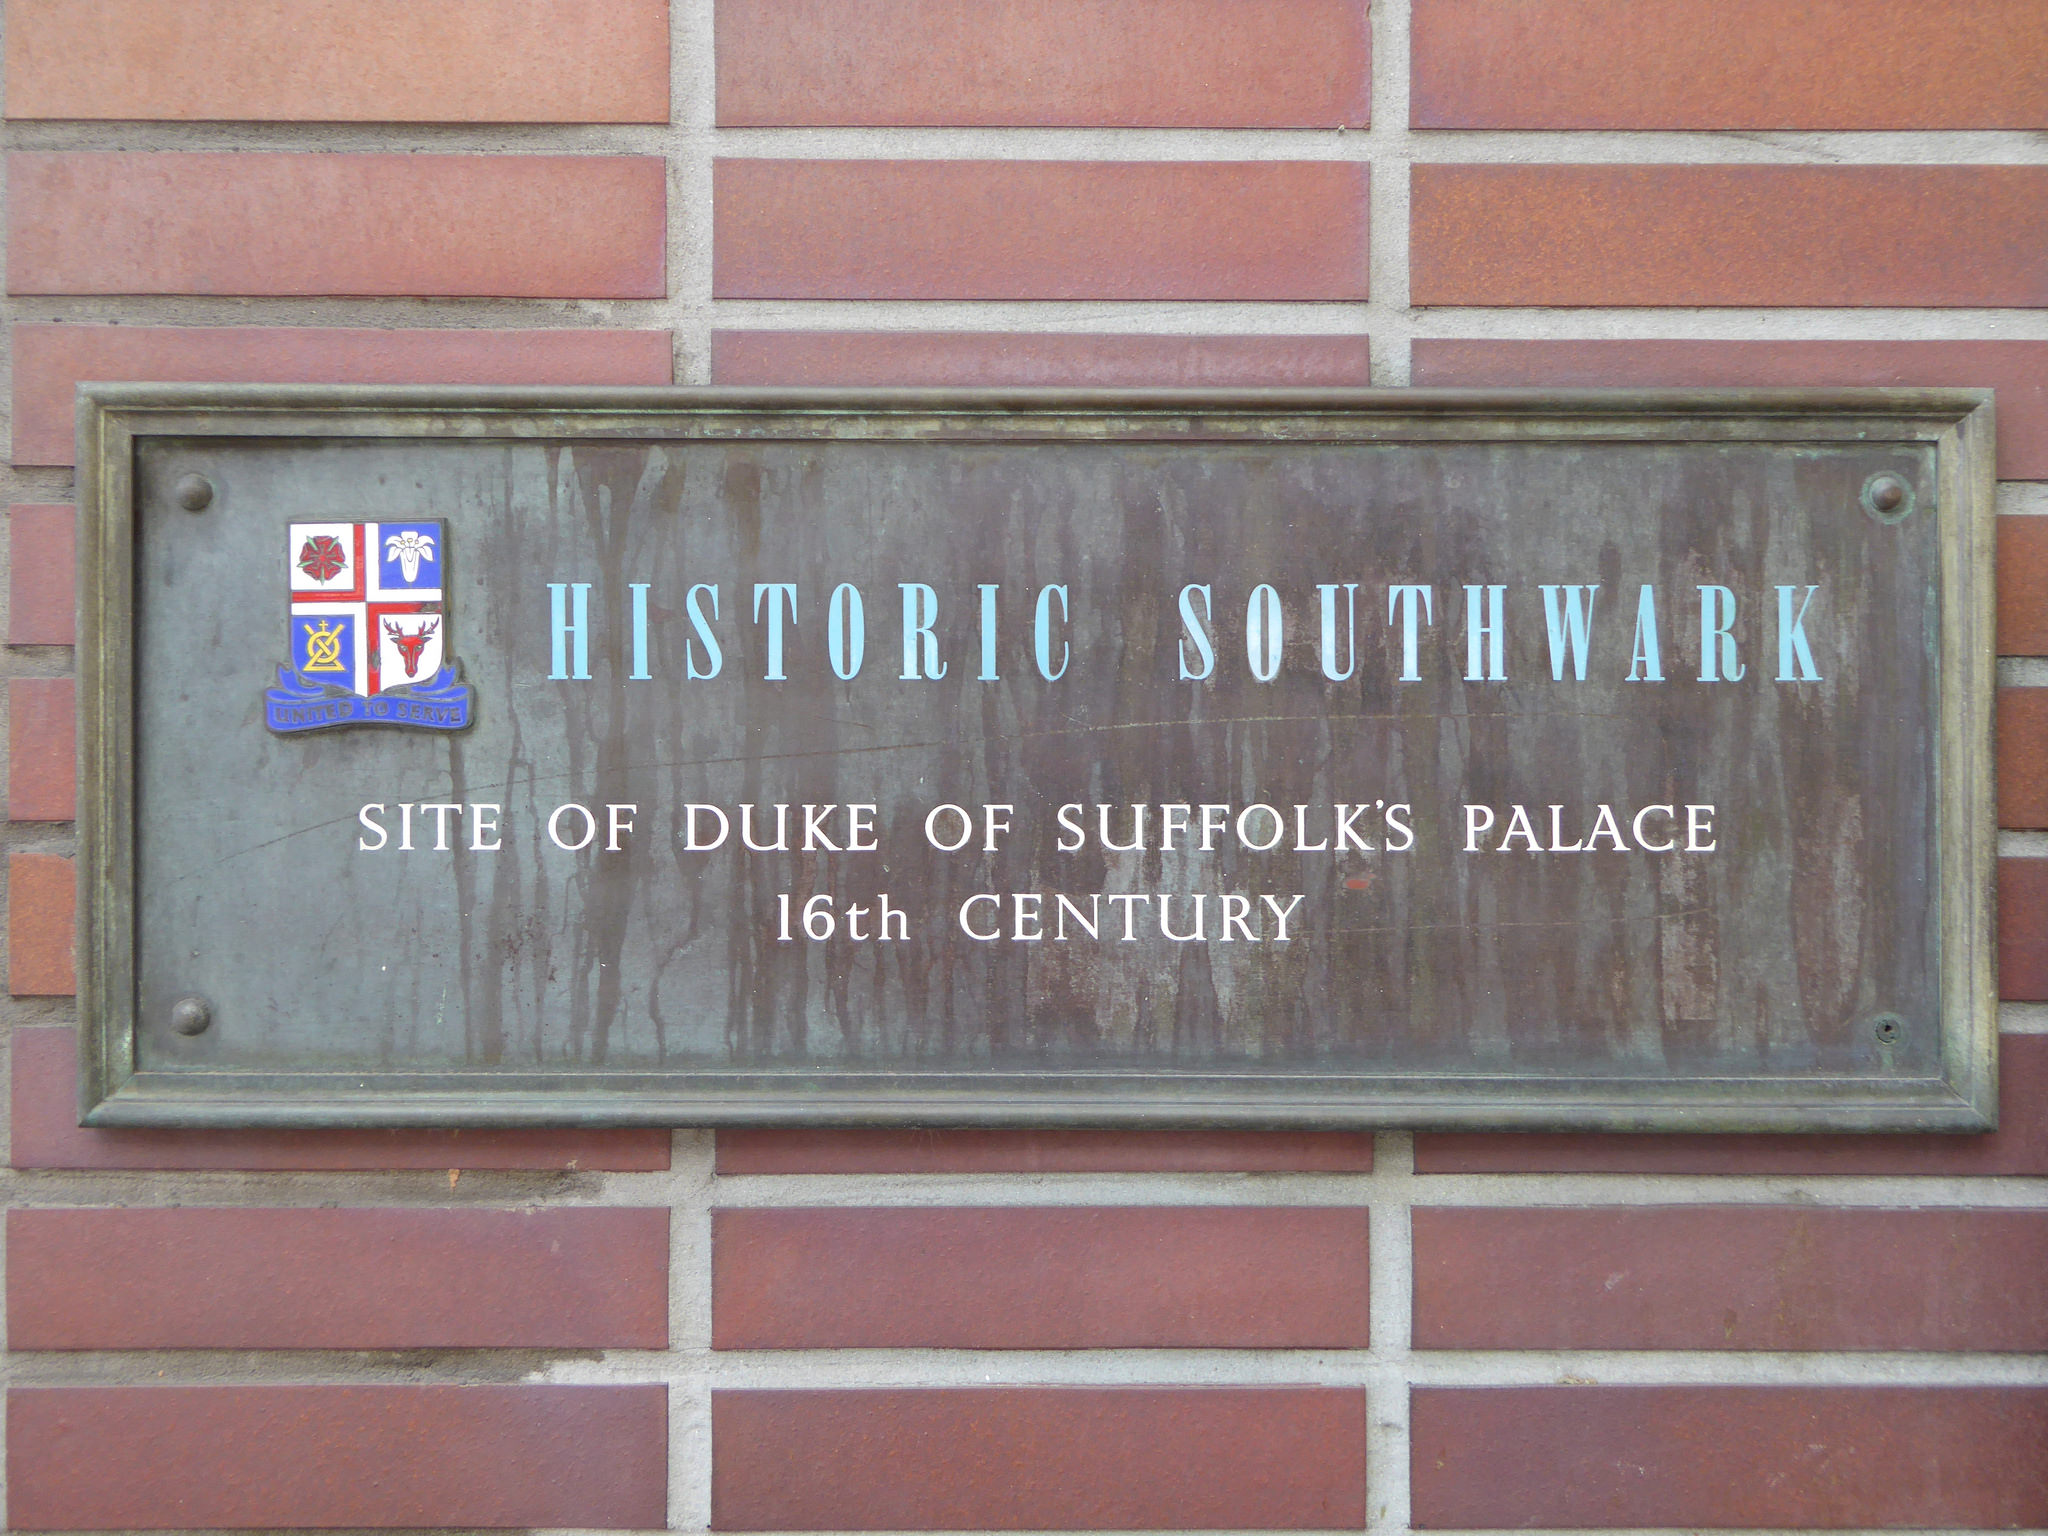 HISTORIC SOUTHWARK
UNITED TO SERVE
SITE OF DUKE OF SUFFOLK'S PALACE
16th CENTURY